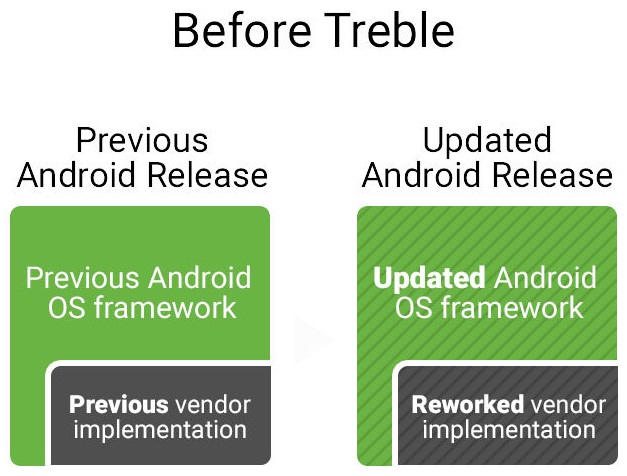 Before Treble
Previous
Android Release
Previous Android
OS framework
Previous vendor
implementation
Updated
Android Release
Updated Android
OS framework
Reworked vendor
implementation